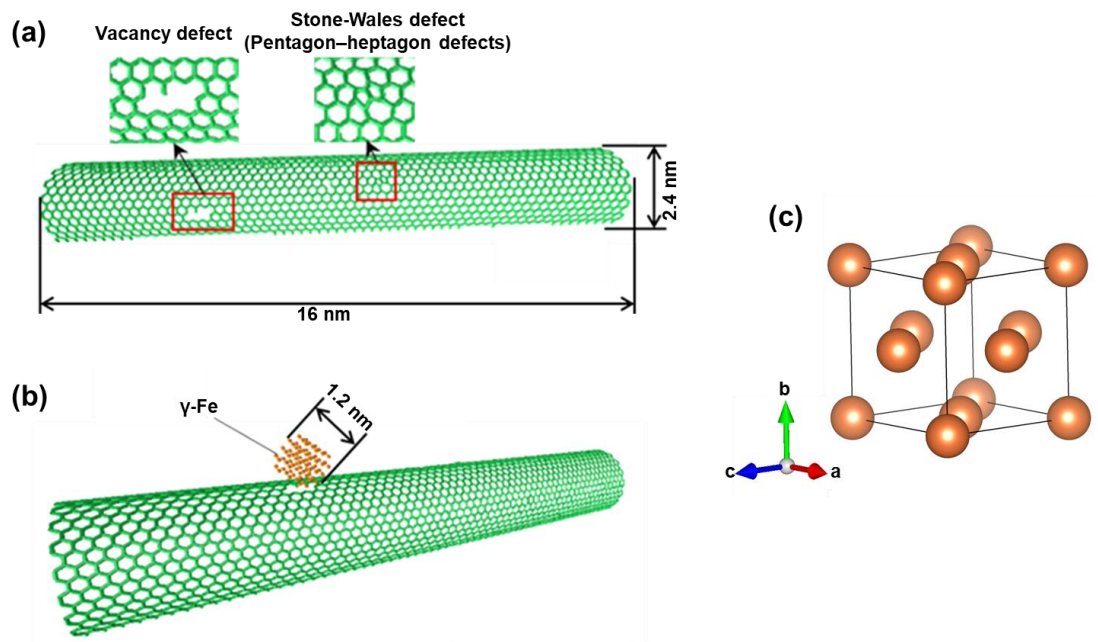 (a)
Vacancy defect
Stone-Wales defect
(Pentagon–heptagon defects)
2.4 nm
16 nm
(b)
γ-Fe
1.2 nm
(c)
b
c
a